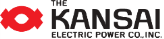 THE
KANSAI
ELECTRIC POWER CO., INC.